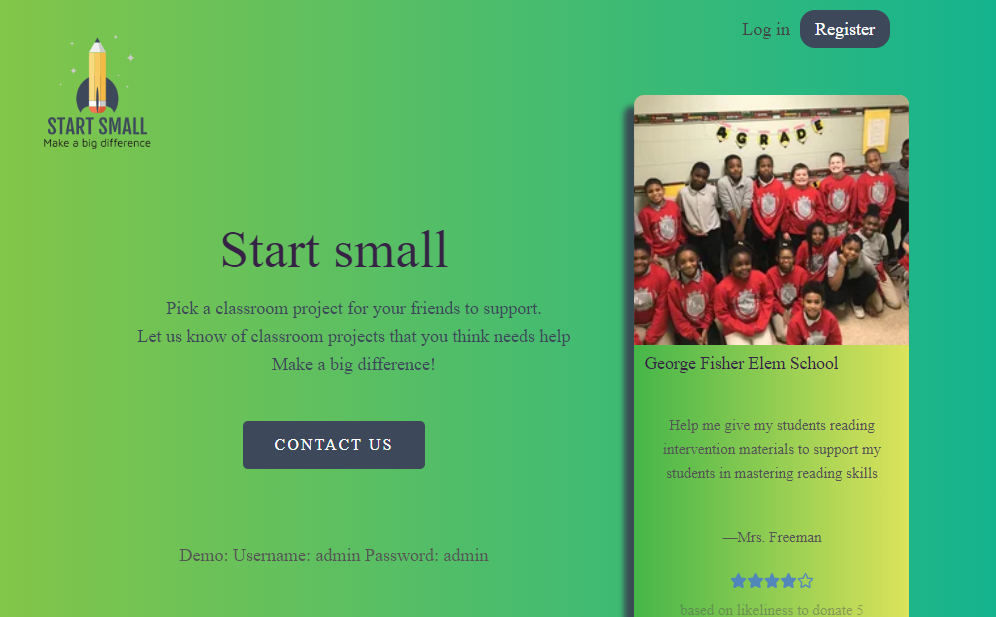 Log in
Register
START SMALL
Make a big difference
4 GRADE
Start small
Pick a classroom project for your friends to support.
Let us know of classroom projects that you think needs help
Make a big difference!
CONTACT US
Demo: Username: admin Password: admin
George Fisher Elem School
Help me give my students reading
intervention materials to support my
students in mastering reading skills
—Mrs. Freeman
based on likeliness to donate 5